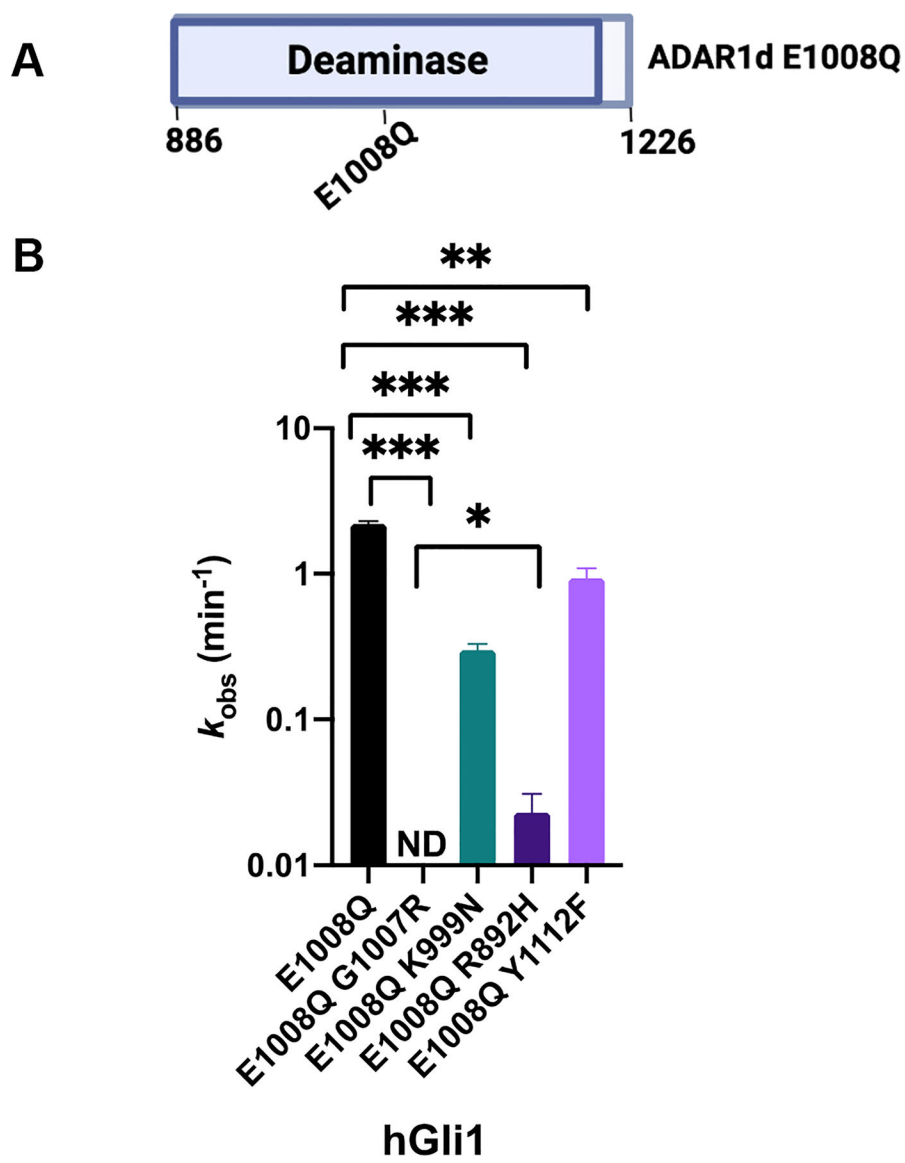 A
Deaminase
ADAR1d E1008Q
886
E1008Q
1226
B
**
***
***
***
*
10
1
0.1
0.01
kobs (min-1)
ND
E1008Q
E1008Q G1007R
E1008Q K999N
E1008Q R892H
E1008Q Y1112F
hGli1